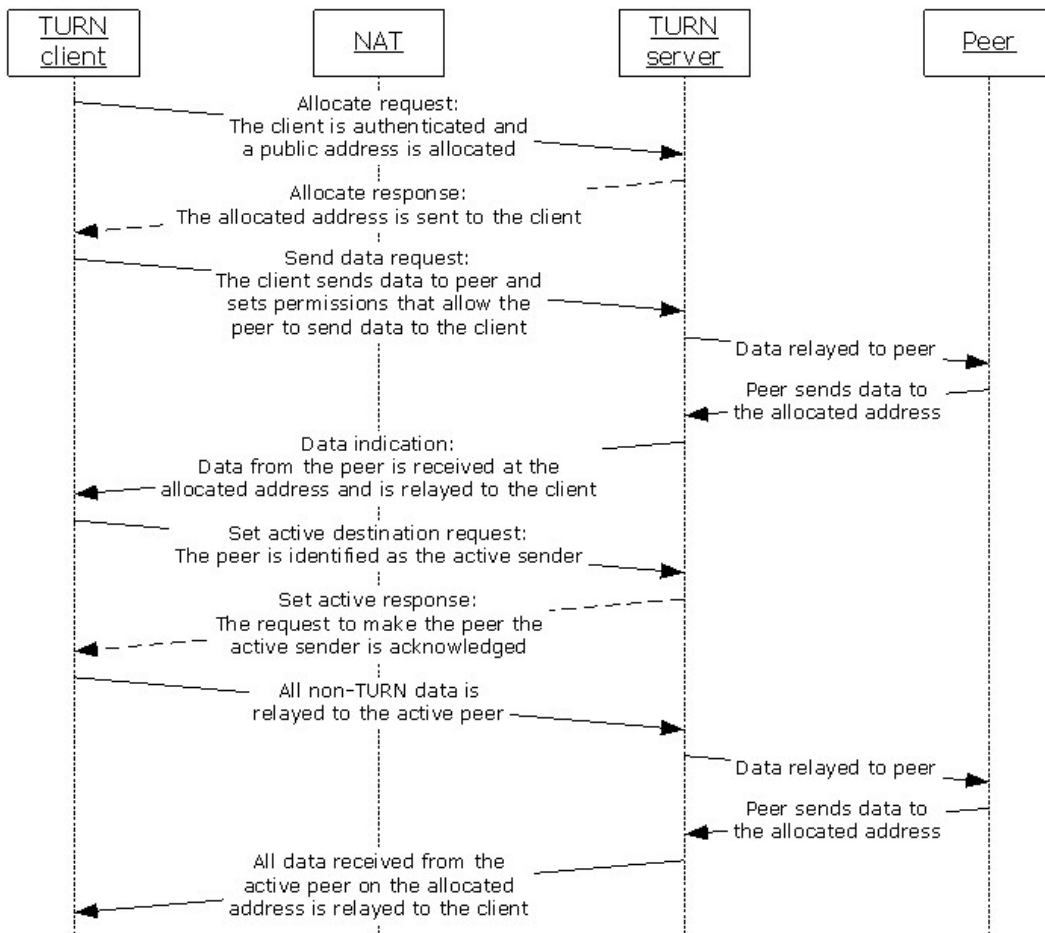 TURN
client
NAT
TURN
server
Peer
Allocate request:
The client is authenticated and
a public address is allocated
Allocate response:
The allocated address is sent to the client
Send data request:
The client sends data to peer and
sets permissions that allow the
peer to send data to the client
Data relayed to peer
Peer sends data to
the allocated address
Data indication:
Data from the peer is received at the
allocated address and is relayed to the client
Set active destination request:
The peer is identified as the active sender
Set active response:
The request to make the peer the
active sender is acknowledged
All non-TURN data is
relayed to the active peer
Data relayed to peer
Peer sends data to
the allocated address
All data received from the
active peer on the allocated
address is relayed to the client